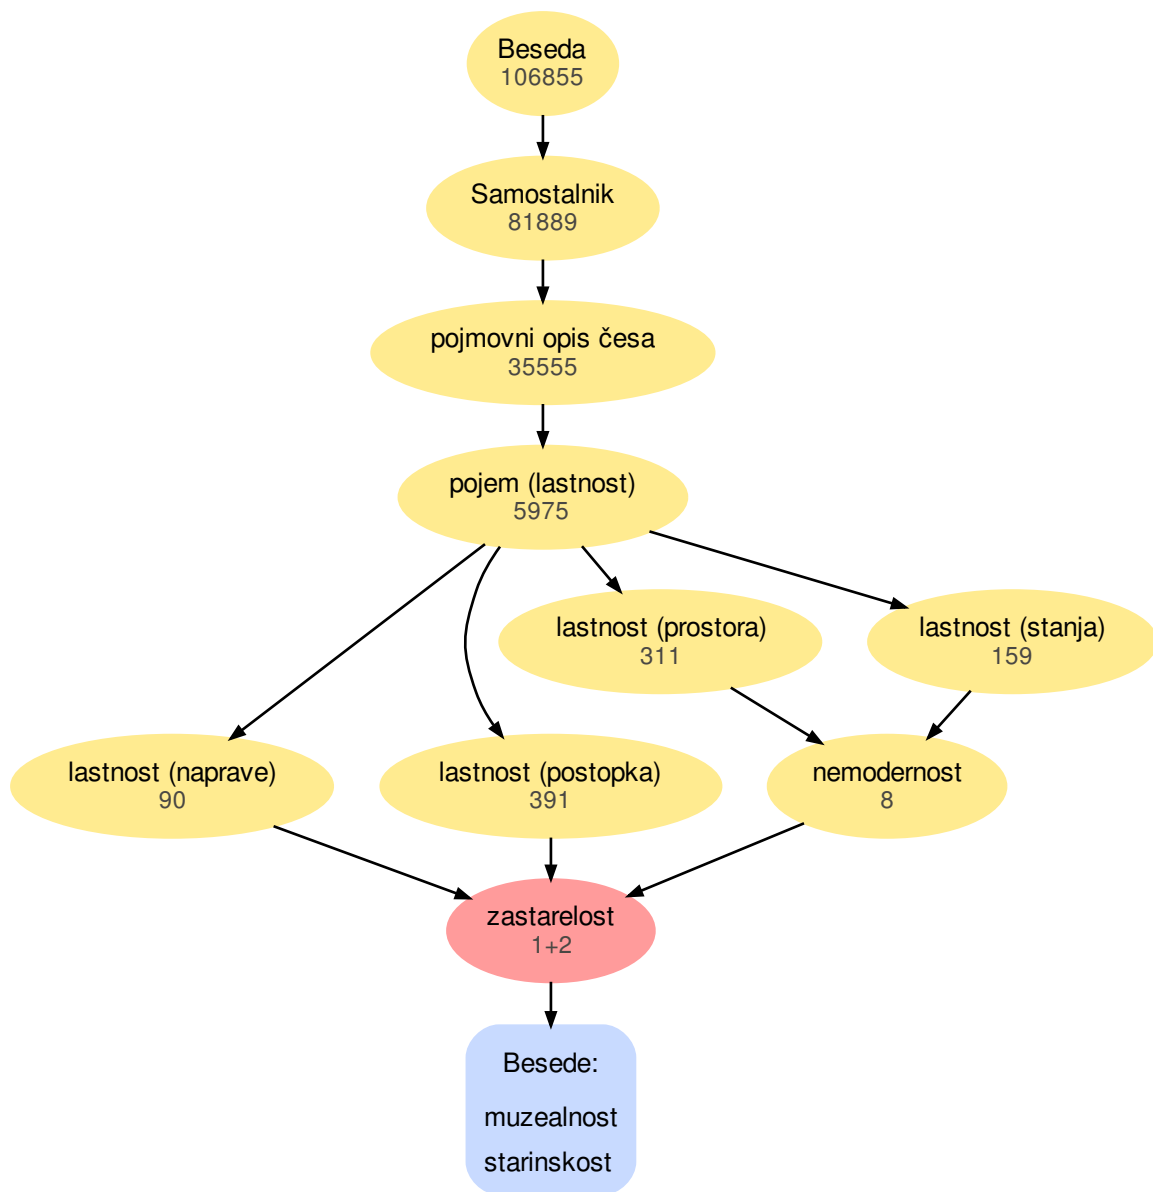 Beseda
106855
Samostalnik
81889
pojmovni opis česa
35555
pojem (lastnost)
5975
lastnost (prostora)
311
lastnost (stanja)
159
lastnost (naprave)
90
lastnost (postopka)
391
nemodernost
8
zastarelost
1+2
Besede:
muzealnost
starinskost